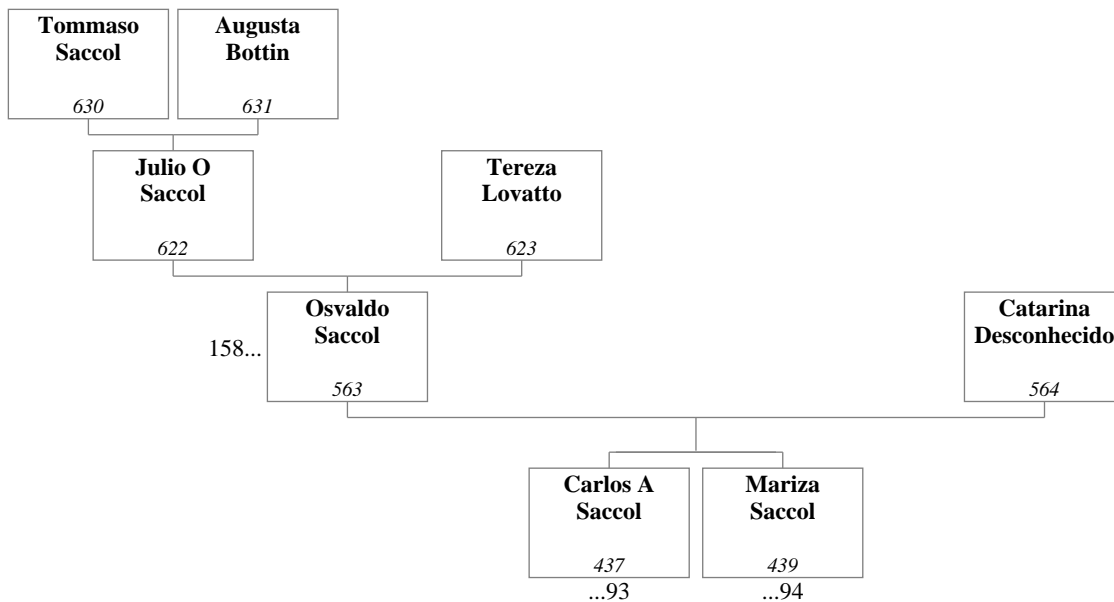 Tommaso
Saccol
630
Augusta
Bottin
631
Julio O
Saccol
622
Tereza
Lovatto
623
158...
Osvaldo
Saccol
563
Catarina
Desconhecido
564
Carlos A
Saccol
437
...93
Mariza
Saccol
439
...94